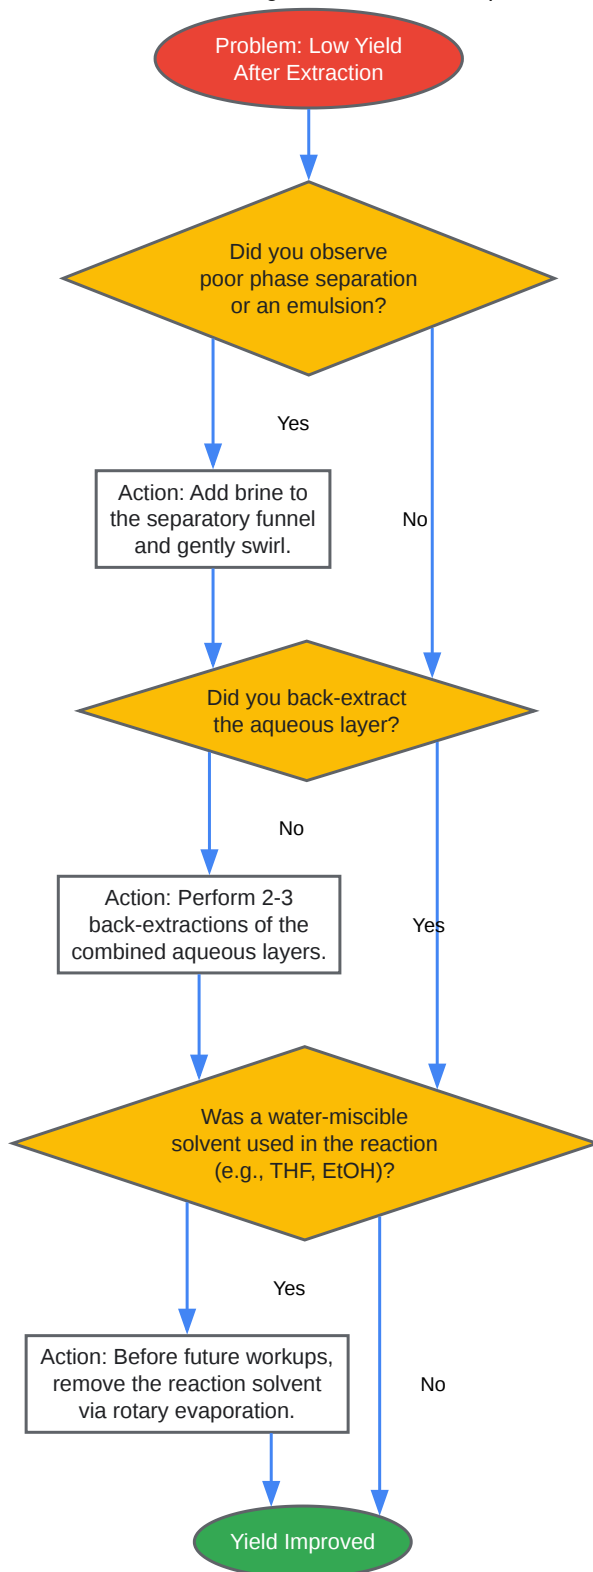 Problem: Low Yield
After Extraction
Did you observe
poor phase separation
or an emulsion?
Yes
Action: Add brine to
the separatory funnel
and gently swirl.
No
Did you back-extract
the aqueous layer?
No
Action: Perform 2-3
back-extractions of the
combined aqueous layers.
Yes
Was a water-miscible
solvent used in the reaction
(e.g., THF, EtOH)?
Yes
Action: Before future workups,
remove the reaction solvent
via rotary evaporation.
No
Yield Improved